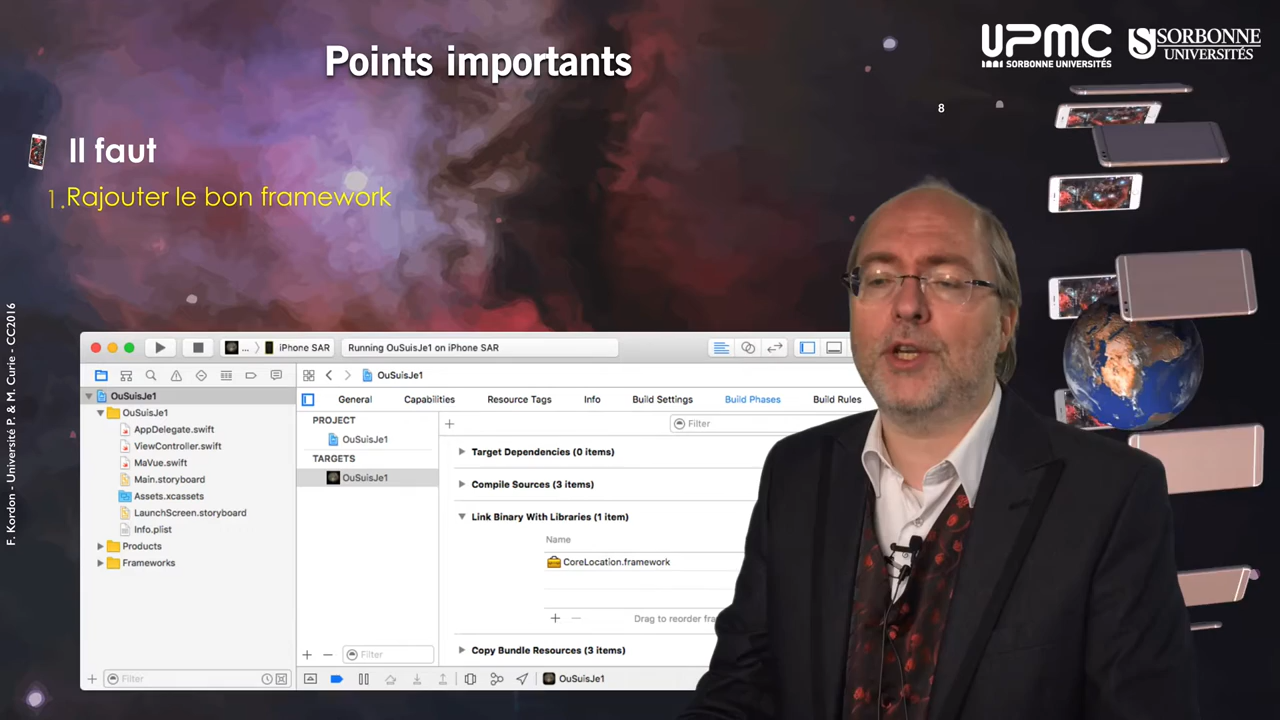 Points importants
UPMC
SORBONNE UNIVERSITÉS
SORBONNE
UNIVERSITÉS
8
Il faut
1.Rajouter le bon framework
F. Kordon - Université P. & M. Curie - CC2016
... iPhone SAR
Running OuSuisJe1 on iPhone SAR
OuSuisJe1
OuSuisJe1
AppDelegate.swift
ViewController.swift
MaVue.swift
Main.storyboard
Assets.xcassets
LaunchScreen.storyboard
Info.plist
Products
Frameworks
Filter
OuSuisJe1
General Capabilities Resource Tags Info Build Settings Build Phases Build Rules
PROJECT
OuSuisJe1
TARGETS
OuSuisJe1
Filter
Filter
Target Dependencies (0 items)
Compile Sources (3 items)
Link Binary With Libraries (1 item)
Name
CoreLocation.framework
Drag to reorder
Copy Bundle Resources (3 items)
OuSuisJe1